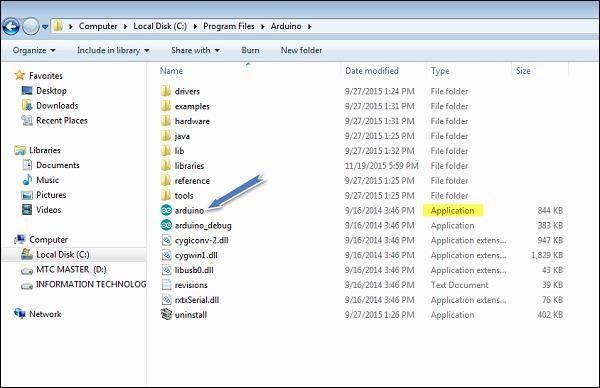 Computer Local Disk (C:) Program Files Arduino
Organize Include in library Share with Burn New folder
Name Date modified Type Size
Favorites
Desktop
Downloads
Recent Places
Libraries
Documents
Music
Pictures
Videos
Computer
Local Disk (C:)
MTC MASTER (D:)
INFORMATION TECHNOLOG
Network
drivers 9/27/2015 1:24 PM File folder
examples 9/27/2015 1:31 PM File folder
hardware 9/27/2015 1:31 PM File folder
java 9/27/2015 1:25 PM File folder
lib 9/27/2015 1:32 PM File folder
libraries 11/19/2015 5:59 PM File folder
reference 9/27/2015 1:25 PM File folder
tools 9/27/2015 1:25 PM File folder
arduino 9/16/2014 3:46 PM Application 844 KB
arduino_debug 9/16/2014 3:46 PM Application 383 KB
cygiconv-2.dll 9/16/2014 3:46 PM Application extens... 947 KB
cygwin1.dll 9/16/2014 3:46 PM Application extens... 1,829 KB
libusb0.dll 9/16/2014 3:46 PM Application extens... 43 KB
revisions 9/16/2014 3:46 PM Text Document 39 KB
rxtxSerial.dll 9/16/2014 3:46 PM Application extens... 76 KB
uninstall 9/27/2015 1:26 PM Application 402 KB